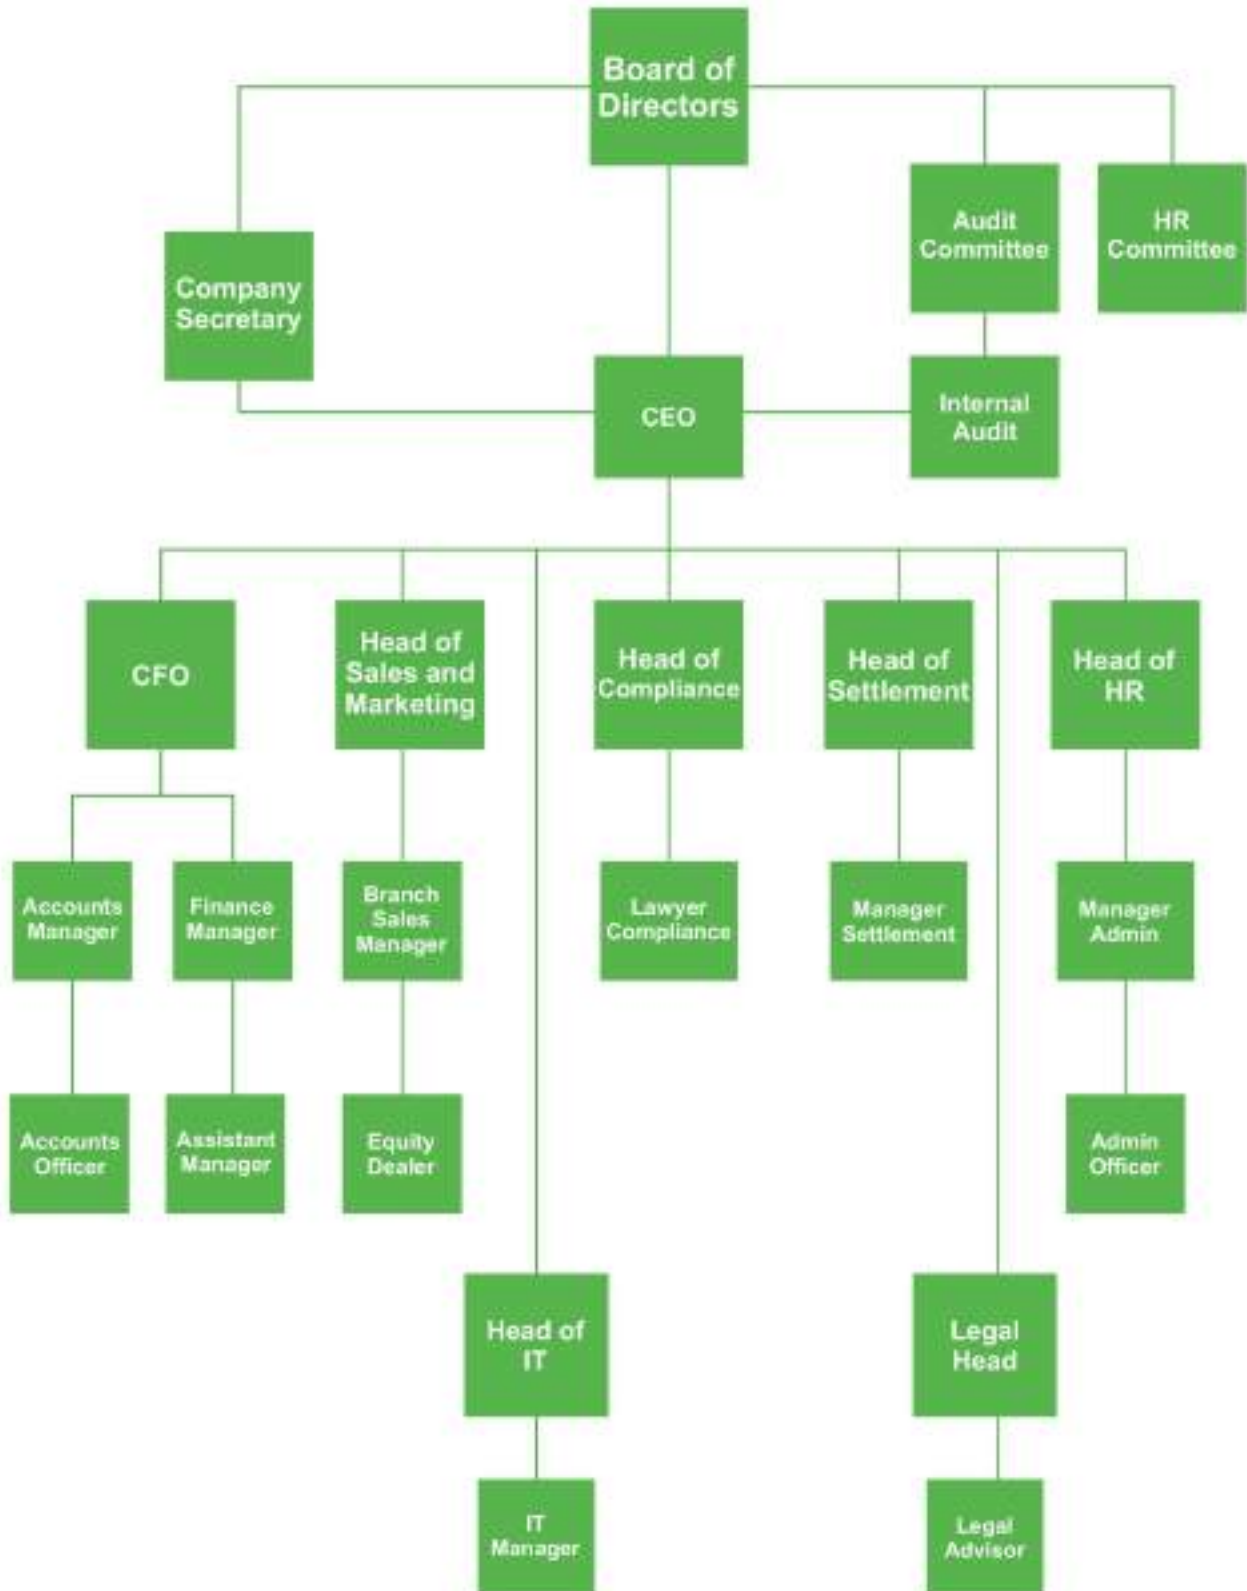 Board of
Directors
Audit
Committee
HR
Committee
Company
Secretary
CEO
Internal
Audit
CFO
Head of
Sales and
Marketing
Head of
Compliance
Head of
Settlement
Head of
HR
Accounts
Manager
Finance
Manager
Branch
Sales
Manager
Lawyer
Compliance
Manager
Settlement
Manager
Admin
Accounts
Officer
Assistant
Manager
Equity
Dealer
Admin
Officer
Head of
IT
Legal
Head
IT
Manager
Legal
Advisor